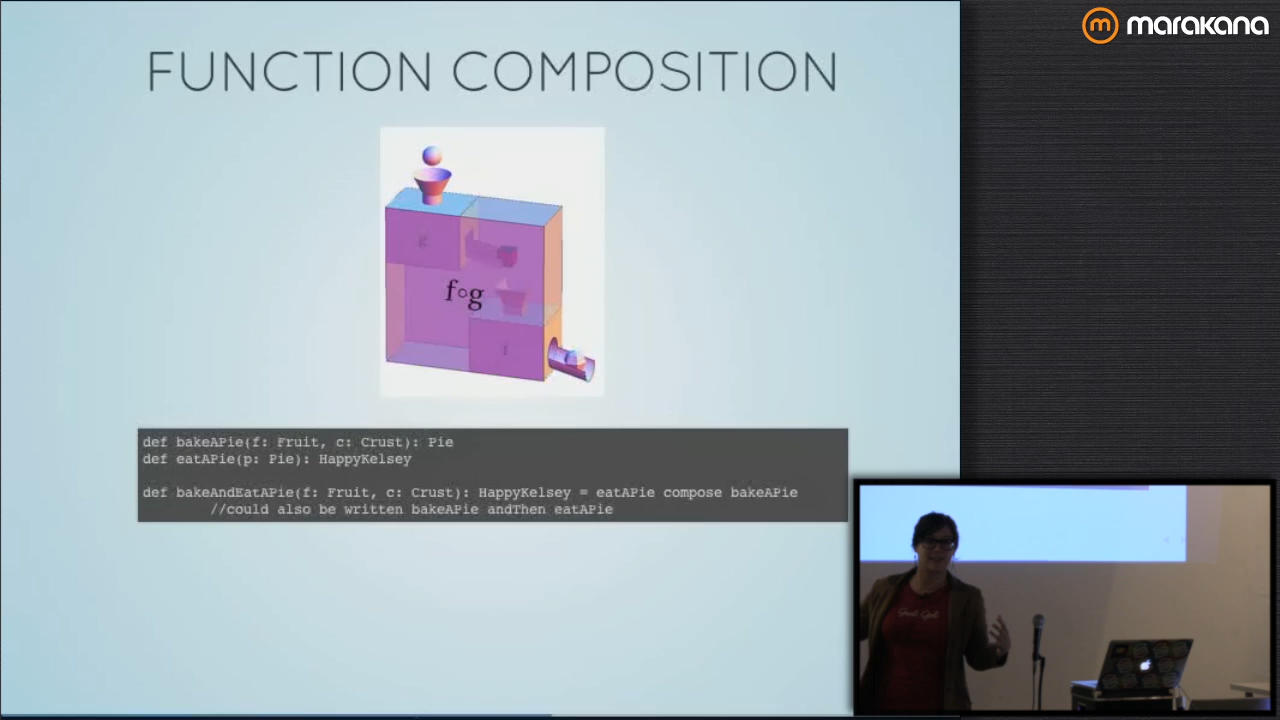 marakana
FUNCTION COMPOSITION
g
f∘g
f
def bakeAPie(f: Fruit, c: Crust): Pie
def eatAPie(p: Pie): HappyKelsey
def bakeAndEatAPie(f: Fruit, c: Crust): HappyKelsey = eatAPie compose bakeAPie
//could also be written bakeAPie andThen eatAPie